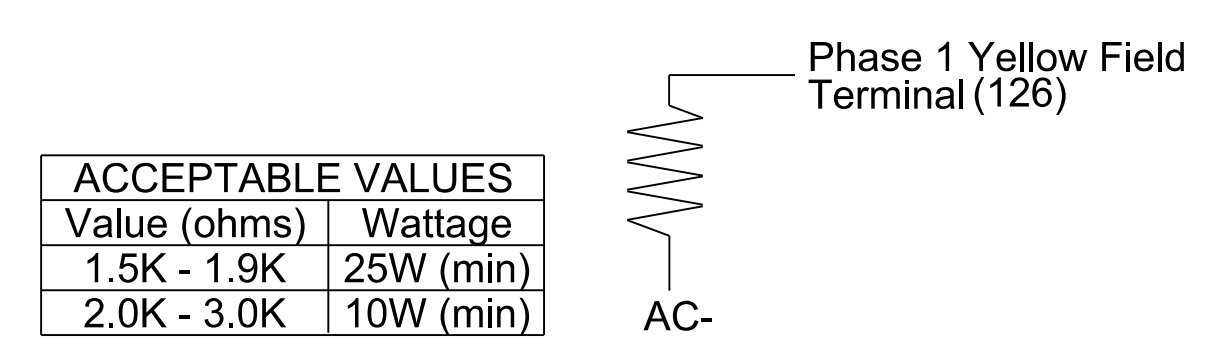 Phase 1 Yellow Field
Terminal (126)
ACCEPTABLE VALUES
Value (ohms) Wattage
1.5K - 1.9K 25W (min)
2.0K - 3.0K 10W (min)
AC-